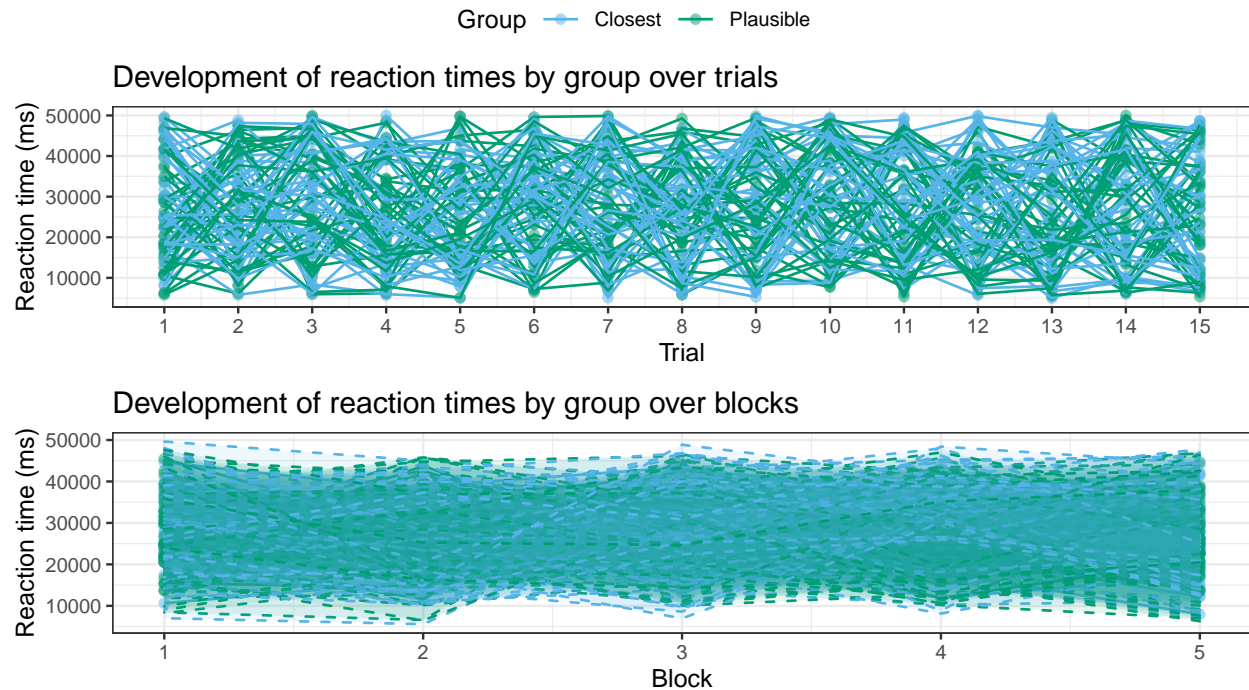 Group Closest Plausible
Development of reaction times by group over trials
Reaction time (ms)
50000
40000
30000
20000
10000
1 2 3 4 5 6 7 8 9 10 11 12 13 14 15
Trial
Development of reaction times by group over blocks
Reaction time (ms)
50000
40000
30000
20000
10000
1 2 3 4 5
Block